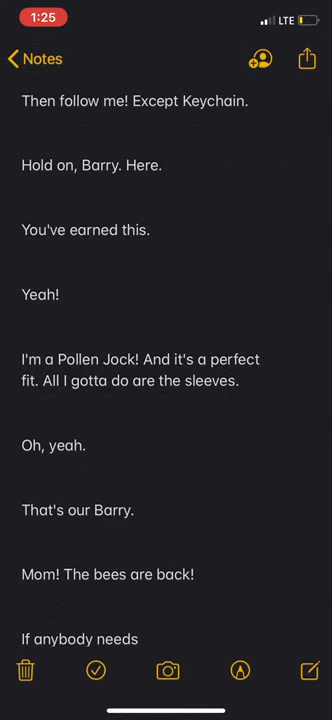 1:25
LTE
Notes
Then follow me! Except Keychain.
Hold on, Barry. Here.
You've earned this.
Yeah!
I'm a Pollen Jock! And it's a perfect
fit. All I gotta do are the sleeves.
Oh, yeah.
That's our Barry.
Mom! The bees are back!
If anybody needs